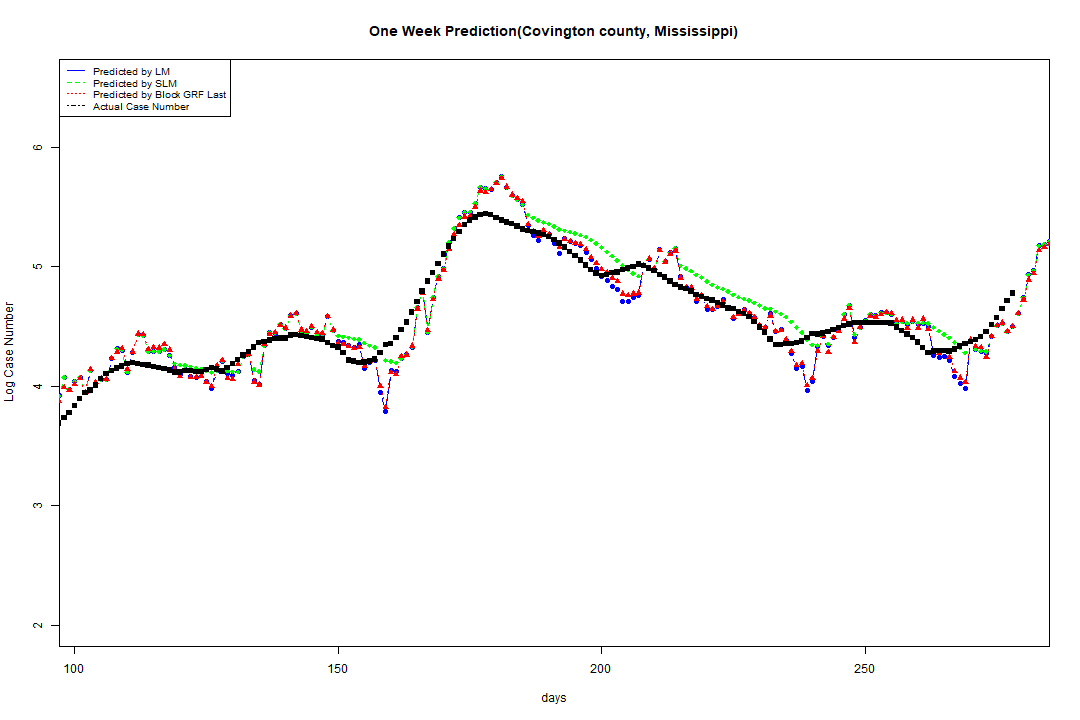 One Week Prediction(Covington county, Mississippi)
Predicted by LM
Predicted by SLM
Predicted by Block GRF Last
Actual Case Number
6
5
4
3
2
Log Case Number
100 150 200 250
days